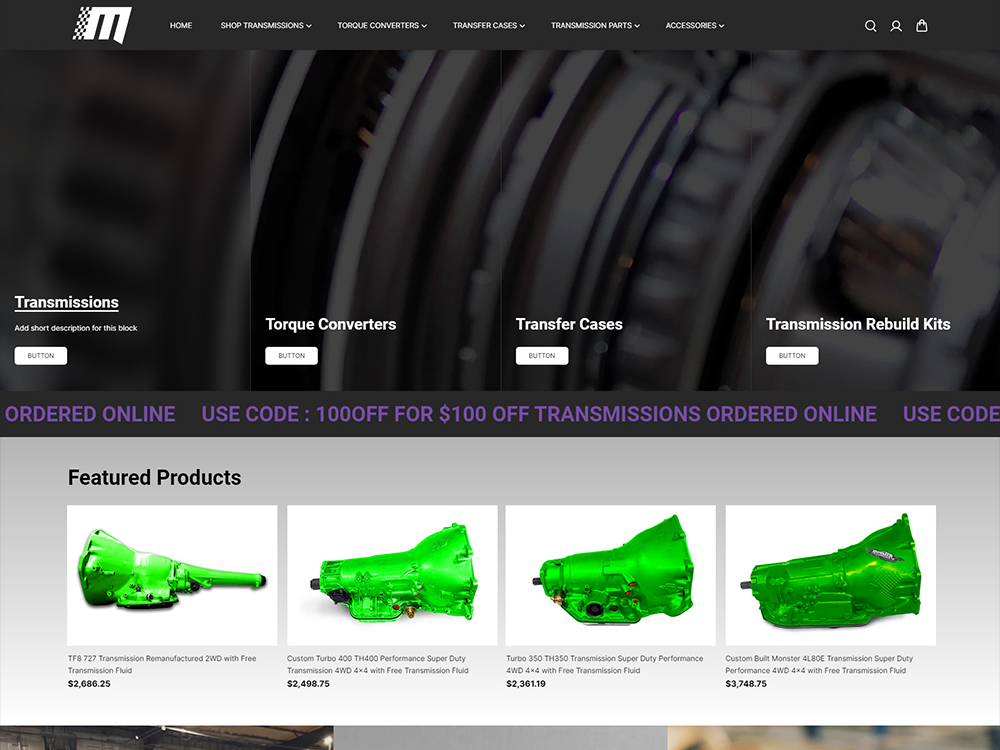 M
HOME
SHOP TRANSMISSIONS
TORQUE CONVERTERS
TRANSFER CASES
TRANSMISSION PARTS
ACCESSORIES
Transmissions
Add short description for this block
BUTTON
Torque Converters
BUTTON
Transfer Cases
BUTTON
Transmission Rebuild Kits
BUTTON
ORDERED ONLINE USE CODE : 100OFF FOR $100 OFF TRANSMISSIONS ORDERED ONLINE USE CODE
Featured Products
TF8 727 Transmission Remanufactured 2WD with Free
Transmission Fluid
$2,686.25
Custom Turbo 400 TH400 Performance Super Duty
Transmission 4WD 4×4 with Free Transmission Fluid
$2,498.75
Turbo 350 TH350 Transmission Super Duty Performance
4WD 4×4 with Free Transmission Fluid
$2,361.19
Custom Built Monster 4L80E Transmission Super Duty
Performance 4WD 4×4 with Free Transmission Fluid
$3,748.75